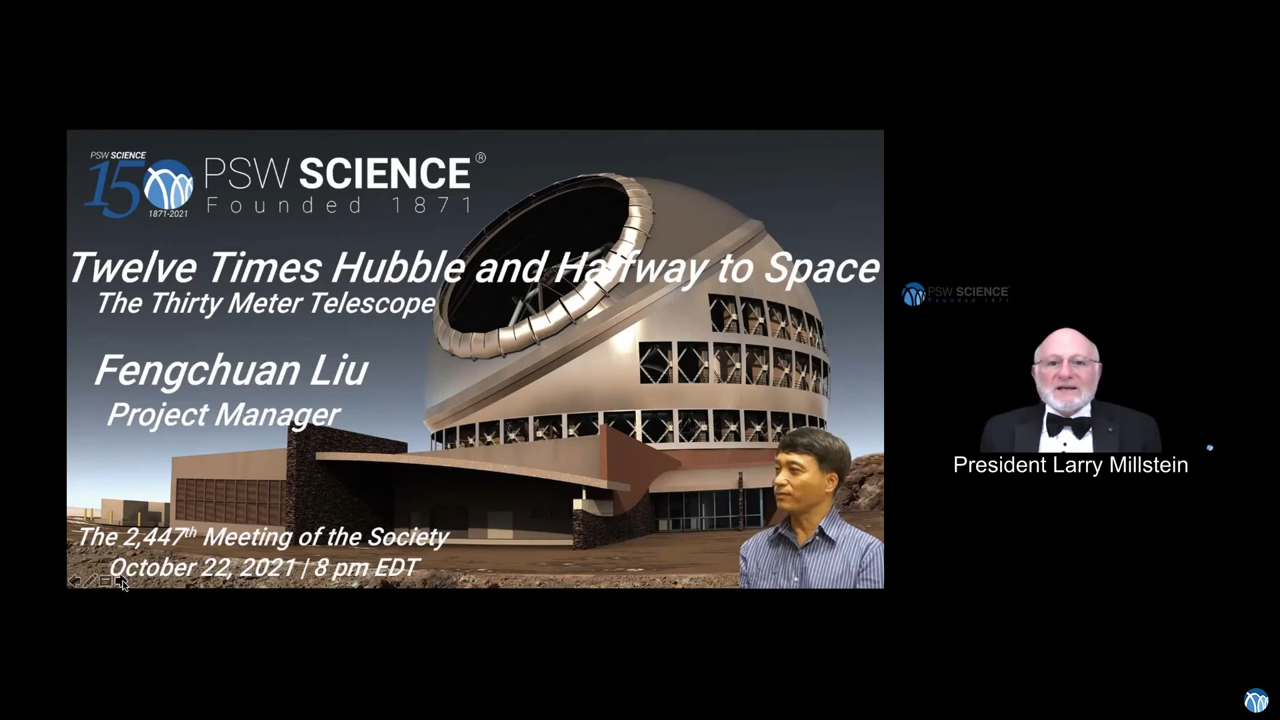 PSW SCIENCE
150
1871-2021
PSW SCIENCE®
Founded 1871
Twelve Times Hubble and Halfway to Space
The Thirty Meter Telescope
Fengchuan Liu
Project Manager
The 2,447th Meeting of the Society
October 22, 2021 | 8 pm EDT
PSW SCIENCE
Founded 1871
President Larry Millstein